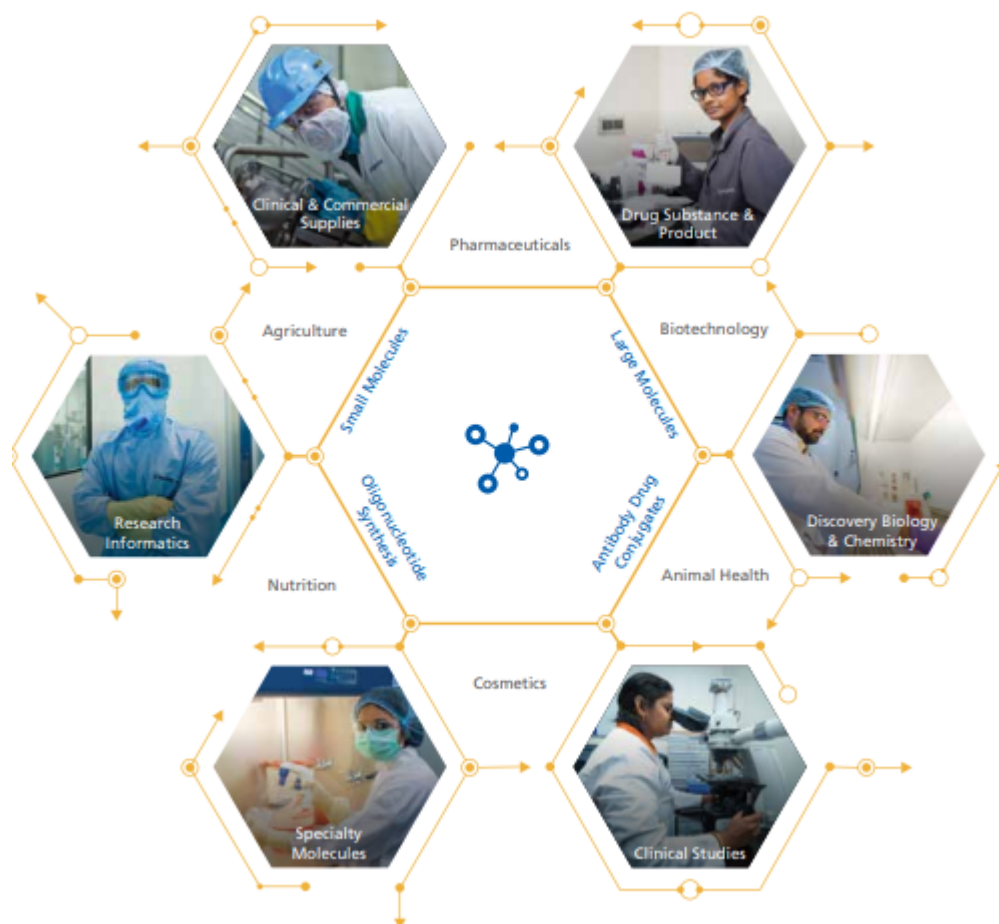 Clinical & Commercial
Supplies
Drug Substance &
Product
Pharmaceuticals
Agriculture
Biotechnology
Small Molecules
Large Molecules
Research
Informatics
Oligonucleotide
Synthesis
Antibody Drug
Conjugates
Discovery Biology
& Chemistry
Nutrition
Animal Health
Cosmetics
Specialty
Molecules
Clinical Studies